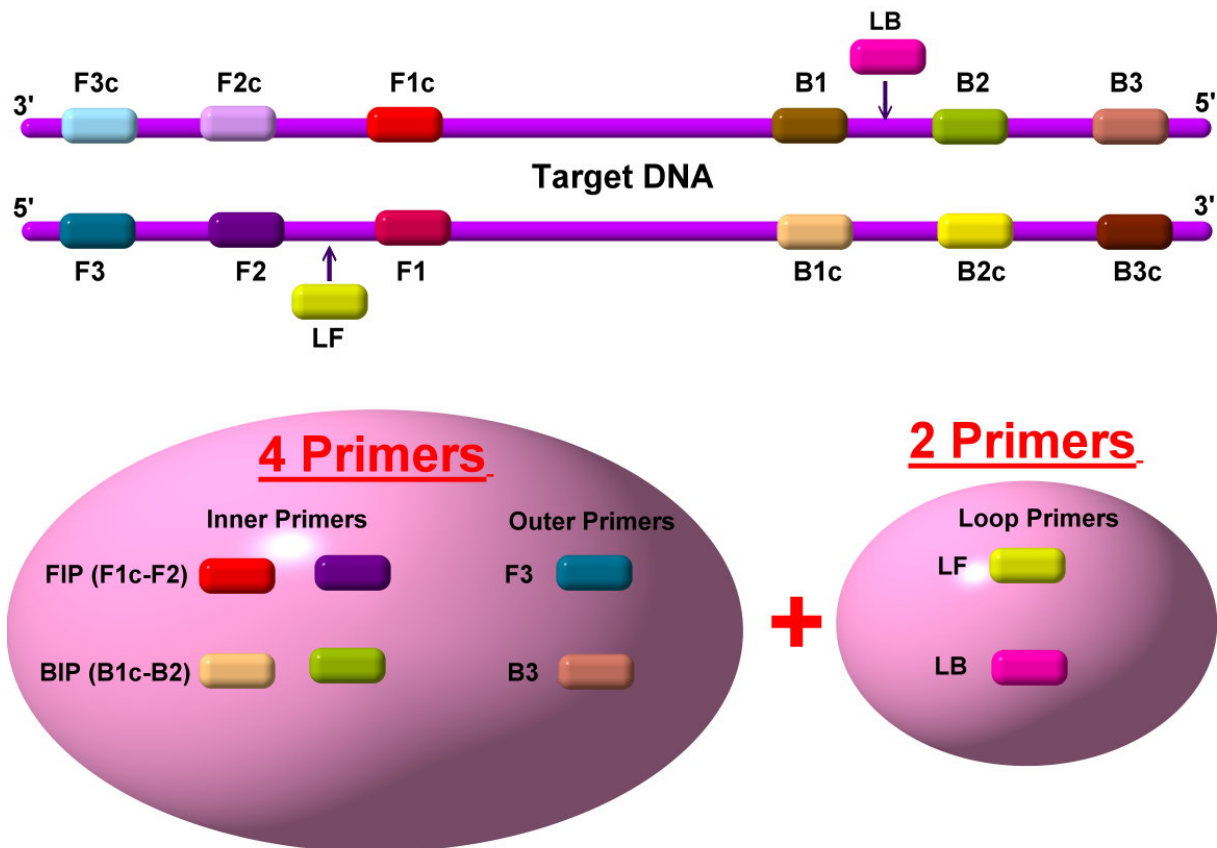 LB
F3c F2c F1c B1 B2 B3
3' 5'
Target DNA
5' 3'
F3 F2 F1 B1c B2c B3c
LF
4 Primers
2 Primers
Inner Primers Outer Primers
Loop Primers
FIP (F1c-F2) F3
LF
BIP (B1c-B2) B3
LB
+